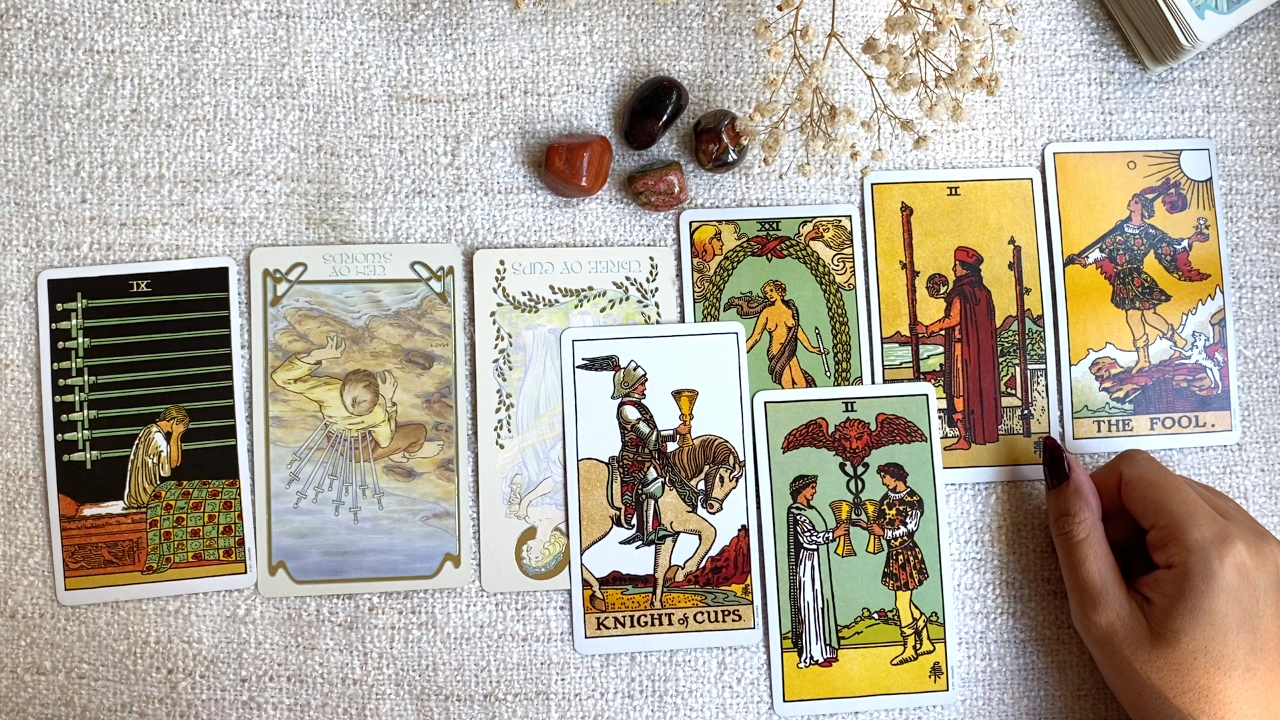 IX
TEN OF
SWORDS
THREE OF CUPS
XXI
II
THE FOOL.
KNIGHT of CUPS.
II